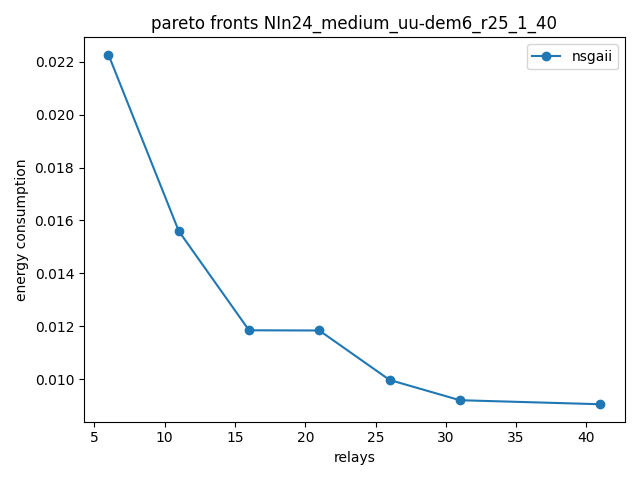 pareto fronts NIn24_medium_uu-dem6_r25_1_40
nsgaii
energy consumption
0.022
0.020
0.018
0.016
0.014
0.012
0.010
5 10 15 20 25 30 35 40
relays